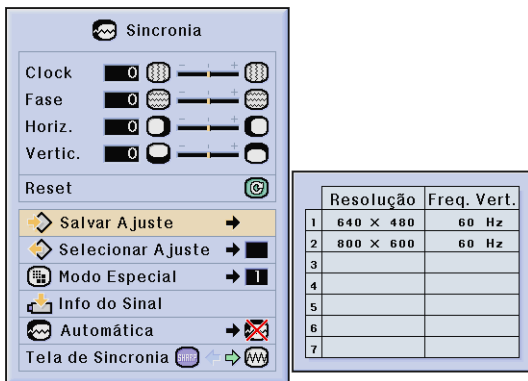 Sincronia
Clock 0 - +
Fase 0 - +
Horiz. 0 - +
Vertic. 0 - +
Reset
Salvar Ajuste
Selecionar Ajuste
Modo Especial 1
Info do Sinal
Automática
Tela de Sincronia SHARP
Resolução Freq. Vert.
1 640 × 480 60 Hz
2 800 × 600 60 Hz
3
4
5
6
7